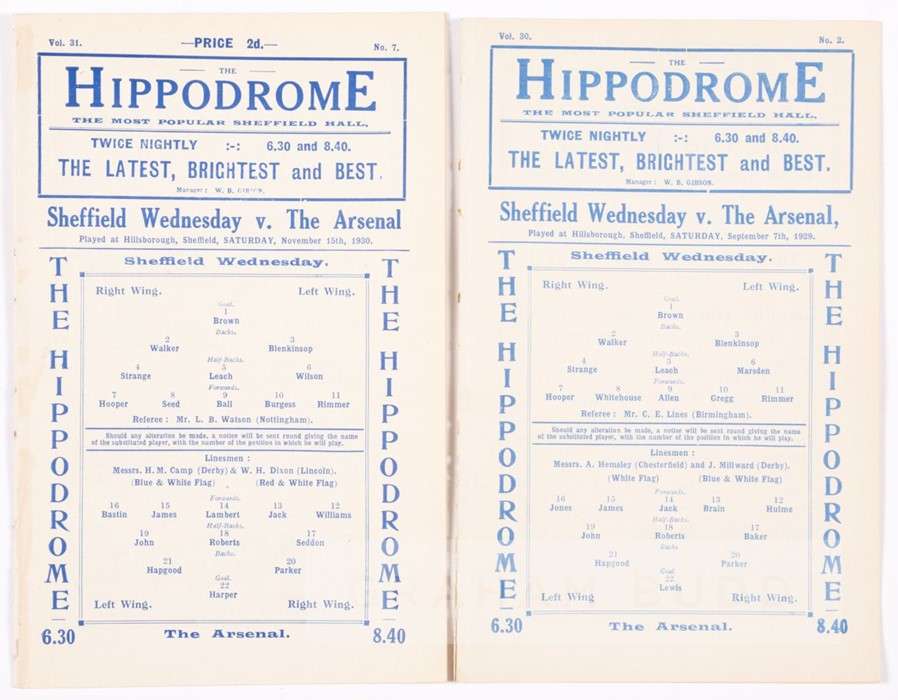 Vol. 31.
—PRICE 2d.—
No. 7.
THE
HIPPODROME
THE MOST POPULAR SHEFFIELD HALL,
TWICE NIGHTLY :-: 6.30 and 8.40.
THE LATEST, BRIGHTEST and BEST.
Manager: W. B. GIBSON.
Sheffield Wednesday v. The Arsenal
Played at Hillsborough, Sheffield, SATURDAY, November 15th, 1930.
THE HIPPODROME
Sheffield Wednesday.
Right Wing. Left Wing.
Goal.
1
Brown
Backs.
2 3
Walker Blenkinsop
Half-Backs.
4 5 6
Strange Leach Wilson
Forwards.
7 8 9 10 11
Hooper Seed Ball Burgess Rimmer
Referee: Mr. L. B. Watson (Nottingham).
Should any alteration be made, a notice will be sent round giving the name
of the substituted player, with the number of the position in which he will play.
Linesmen:
Messrs. H. M. Camp (Derby) & W. H. Dixon (Lincoln).
(Blue & White Flag) (Red & White Flag)
Forwards.
16 15 14 13 12
Bastin James Lambert Jack Williams
Half-Backs.
19 18 17
John Roberts Seddon
Backs.
21 20
Hapgood Parker
Goal.
22
Harper
Left Wing. Right Wing.
The Arsenal.
THE HIPPODROME
6.30 8.40
Vol. 30.
No. 2.
THE
HIPPODROME
THE MOST POPULAR SHEFFIELD HALL,
TWICE NIGHTLY :-: 6.30 and 8.40.
THE LATEST, BRIGHTEST and BEST.
Manager: W. B. GIBSON.
Sheffield Wednesday v. The Arsenal,
Played at Hillsborough, Sheffield, SATURDAY, September 7th, 1929.
THE HIPPODROME
Sheffield Wednesday.
Right Wing. Left Wing.
Goal.
1
Brown
Backs.
2 3
Walker Blenkinsop
Half-Backs.
4 5 6
Strange Leach Marsden
Forwards.
7 8 9 10 11
Hooper Whitehouse Allen Gregg Rimmer
Referee: Mr. C. E. Lines (Birmingham).
Should any alteration be made, a notice will be sent round giving the name
of the substituted player, with the number of the position in which he will play.
Linesmen:
Messrs. A. Hemsley (Chesterfield) and J. Millward (Derby).
(White Flag) (Blue & White Flag)
Forwards.
16 15 14 13 12
Jones James Jack Brain Hulme
Half-Backs.
19 18 17
John Roberts Baker
Backs
21 20
Hapgood Parker
Goal
22
Lewis
Left Wing Right Wing.
The Arsenal.
THE HIPPODROME
6.30 8.40